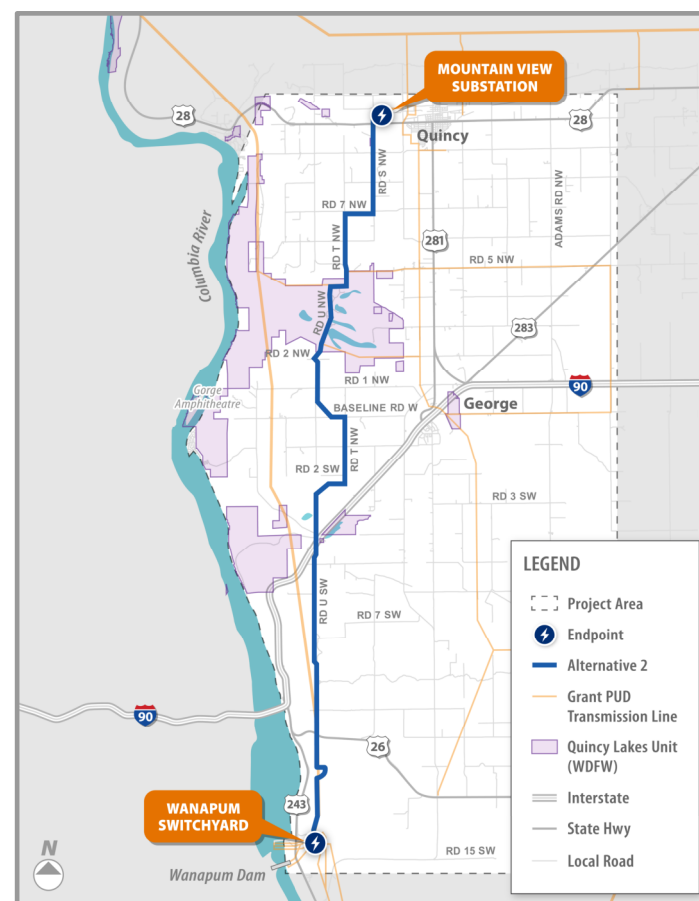 MOUNTAIN VIEW
SUBSTATION
28
28
Quincy
RD S NW
ADAMS RD NW
RD 7 NW
Columbia River
RD T NW
281
RD 5 NW
RD U NW
283
RD 2 NW
RD 1 NW
90
Gorge
Amphitheatre
BASELINE RD W
George
RD T NW
RD 2 SW
RD 3 SW
RD U SW
RD 7 SW
90
26
243
WANAPUM
SWITCHYARD
RD 15 SW
Wanapum Dam
N
LEGEND
Project Area
Endpoint
Alternative 2
Grant PUD
Transmission Line
Quincy Lakes Unit
(WDFW)
Interstate
State Hwy
Local Road